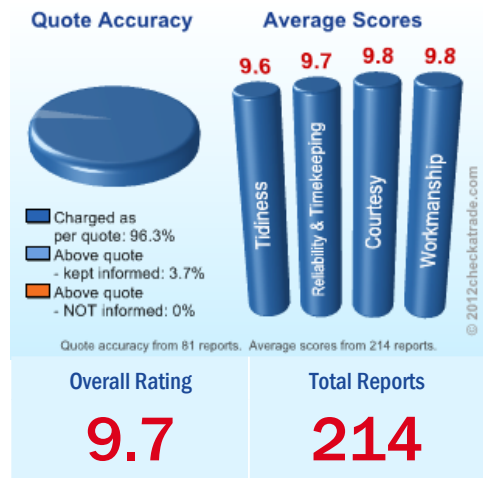 Quote Accuracy
Charged as
per quote: 96.3%
Above quote
- kept informed: 3.7%
Above quote
- NOT informed: 0%
Average Scores
9.6
9.7
9.8
9.8
Tidiness
Reliability & Timekeeping
Courtesy
Workmanship
© 2012checkatrade.com
Quote accuracy from 81 reports. Average scores from 214 reports.
Overall Rating
9.7
Total Reports
214